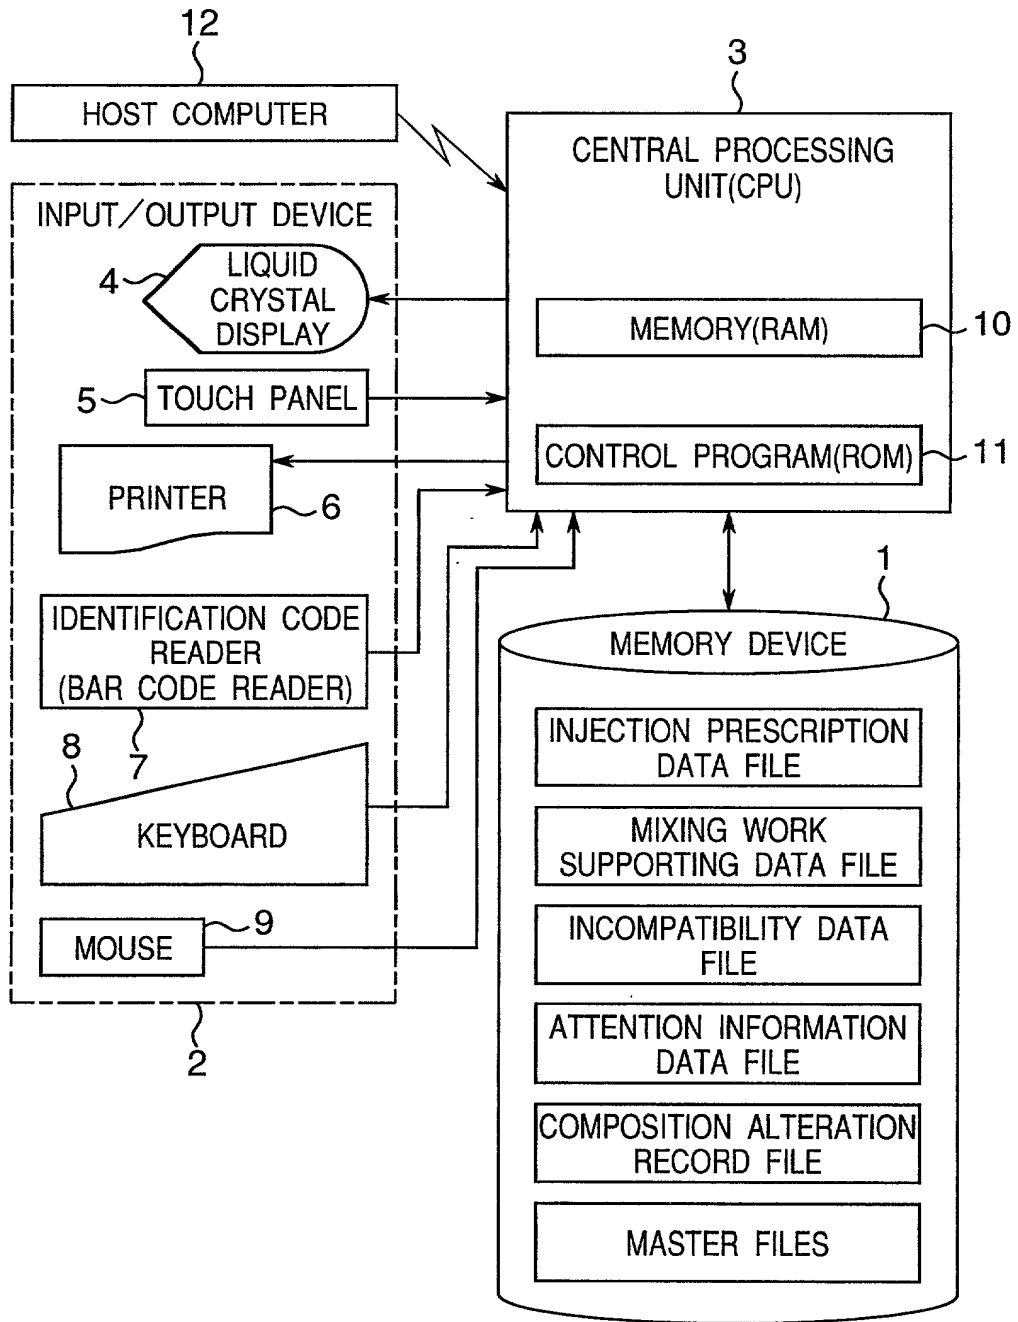 12
HOST COMPUTER
3
CENTRAL PROCESSING
UNIT(CPU)
INPUT/OUTPUT DEVICE
4
LIQUID
CRYSTAL
DISPLAY
MEMORY(RAM)
10
5
TOUCH PANEL
CONTROL PROGRAM(ROM)
11
PRINTER
6
1
MEMORY DEVICE
IDENTIFICATION CODE
READER
(BAR CODE READER)
7
8
KEYBOARD
9
MOUSE
2
INJECTION PRESCRIPTION
DATA FILE
MIXING WORK
SUPPORTING DATA FILE
INCOMPATIBILITY DATA
FILE
ATTENTION INFORMATION
DATA FILE
COMPOSITION ALTERATION
RECORD FILE
MASTER FILES